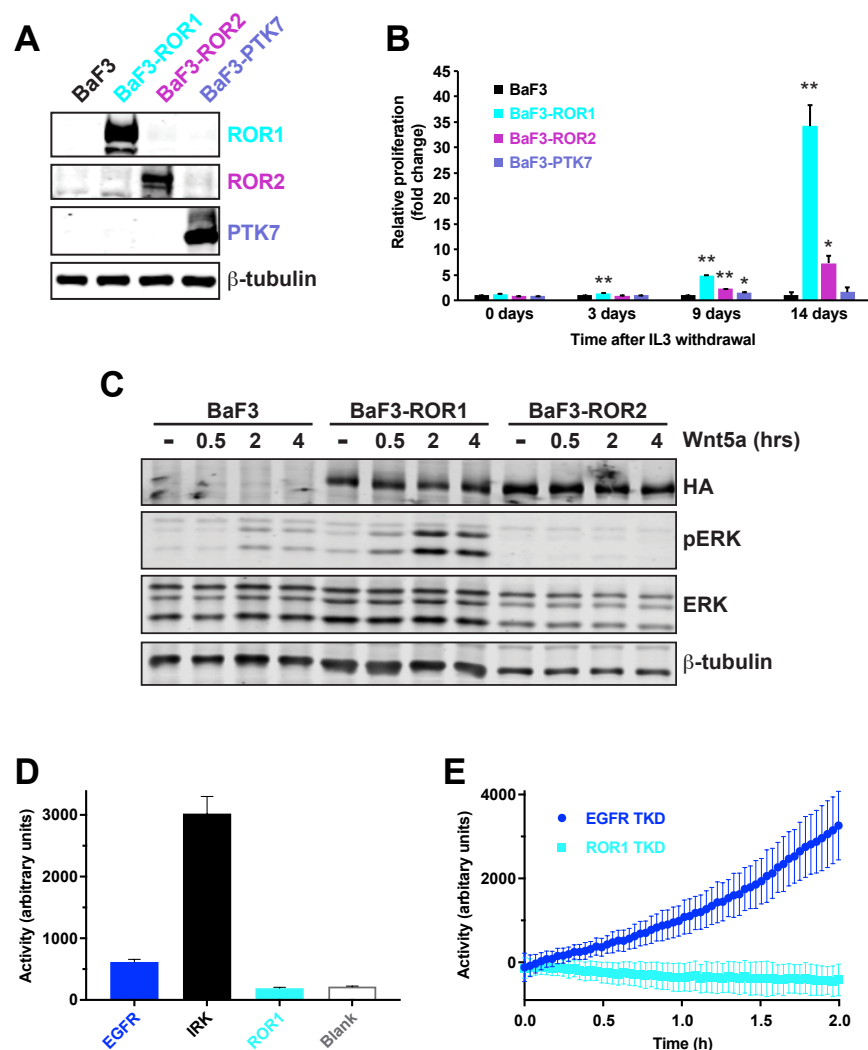 A
BaF3
BaF3-ROR1
BaF3-ROR2
BaF3-PTK7
ROR1
ROR2
PTK7
β-tubulin
B
Relative proliferation
(fold change)
45
40
35
30
25
20
15
10
5
0
BaF3
BaF3-ROR1
BaF3-ROR2
BaF3-PTK7
**
**
**
*
**
*
0 days
3 days
9 days
14 days
Time after IL3 withdrawal
C
BaF3
BaF3-ROR1
BaF3-ROR2
- 0.5 2 4 - 0.5 2 4 - 0.5 2 4 Wnt5a (hrs)
HA
pERK
ERK
β-tubulin
D
Activity (arbitrary units)
3000
2000
1000
0
EGFR
IRK
ROR1
Blank
E
Activity (arbitary units)
4000
2000
0
EGFR TKD
ROR1 TKD
0.0
0.5
1.0
1.5
2.0
Time (h)